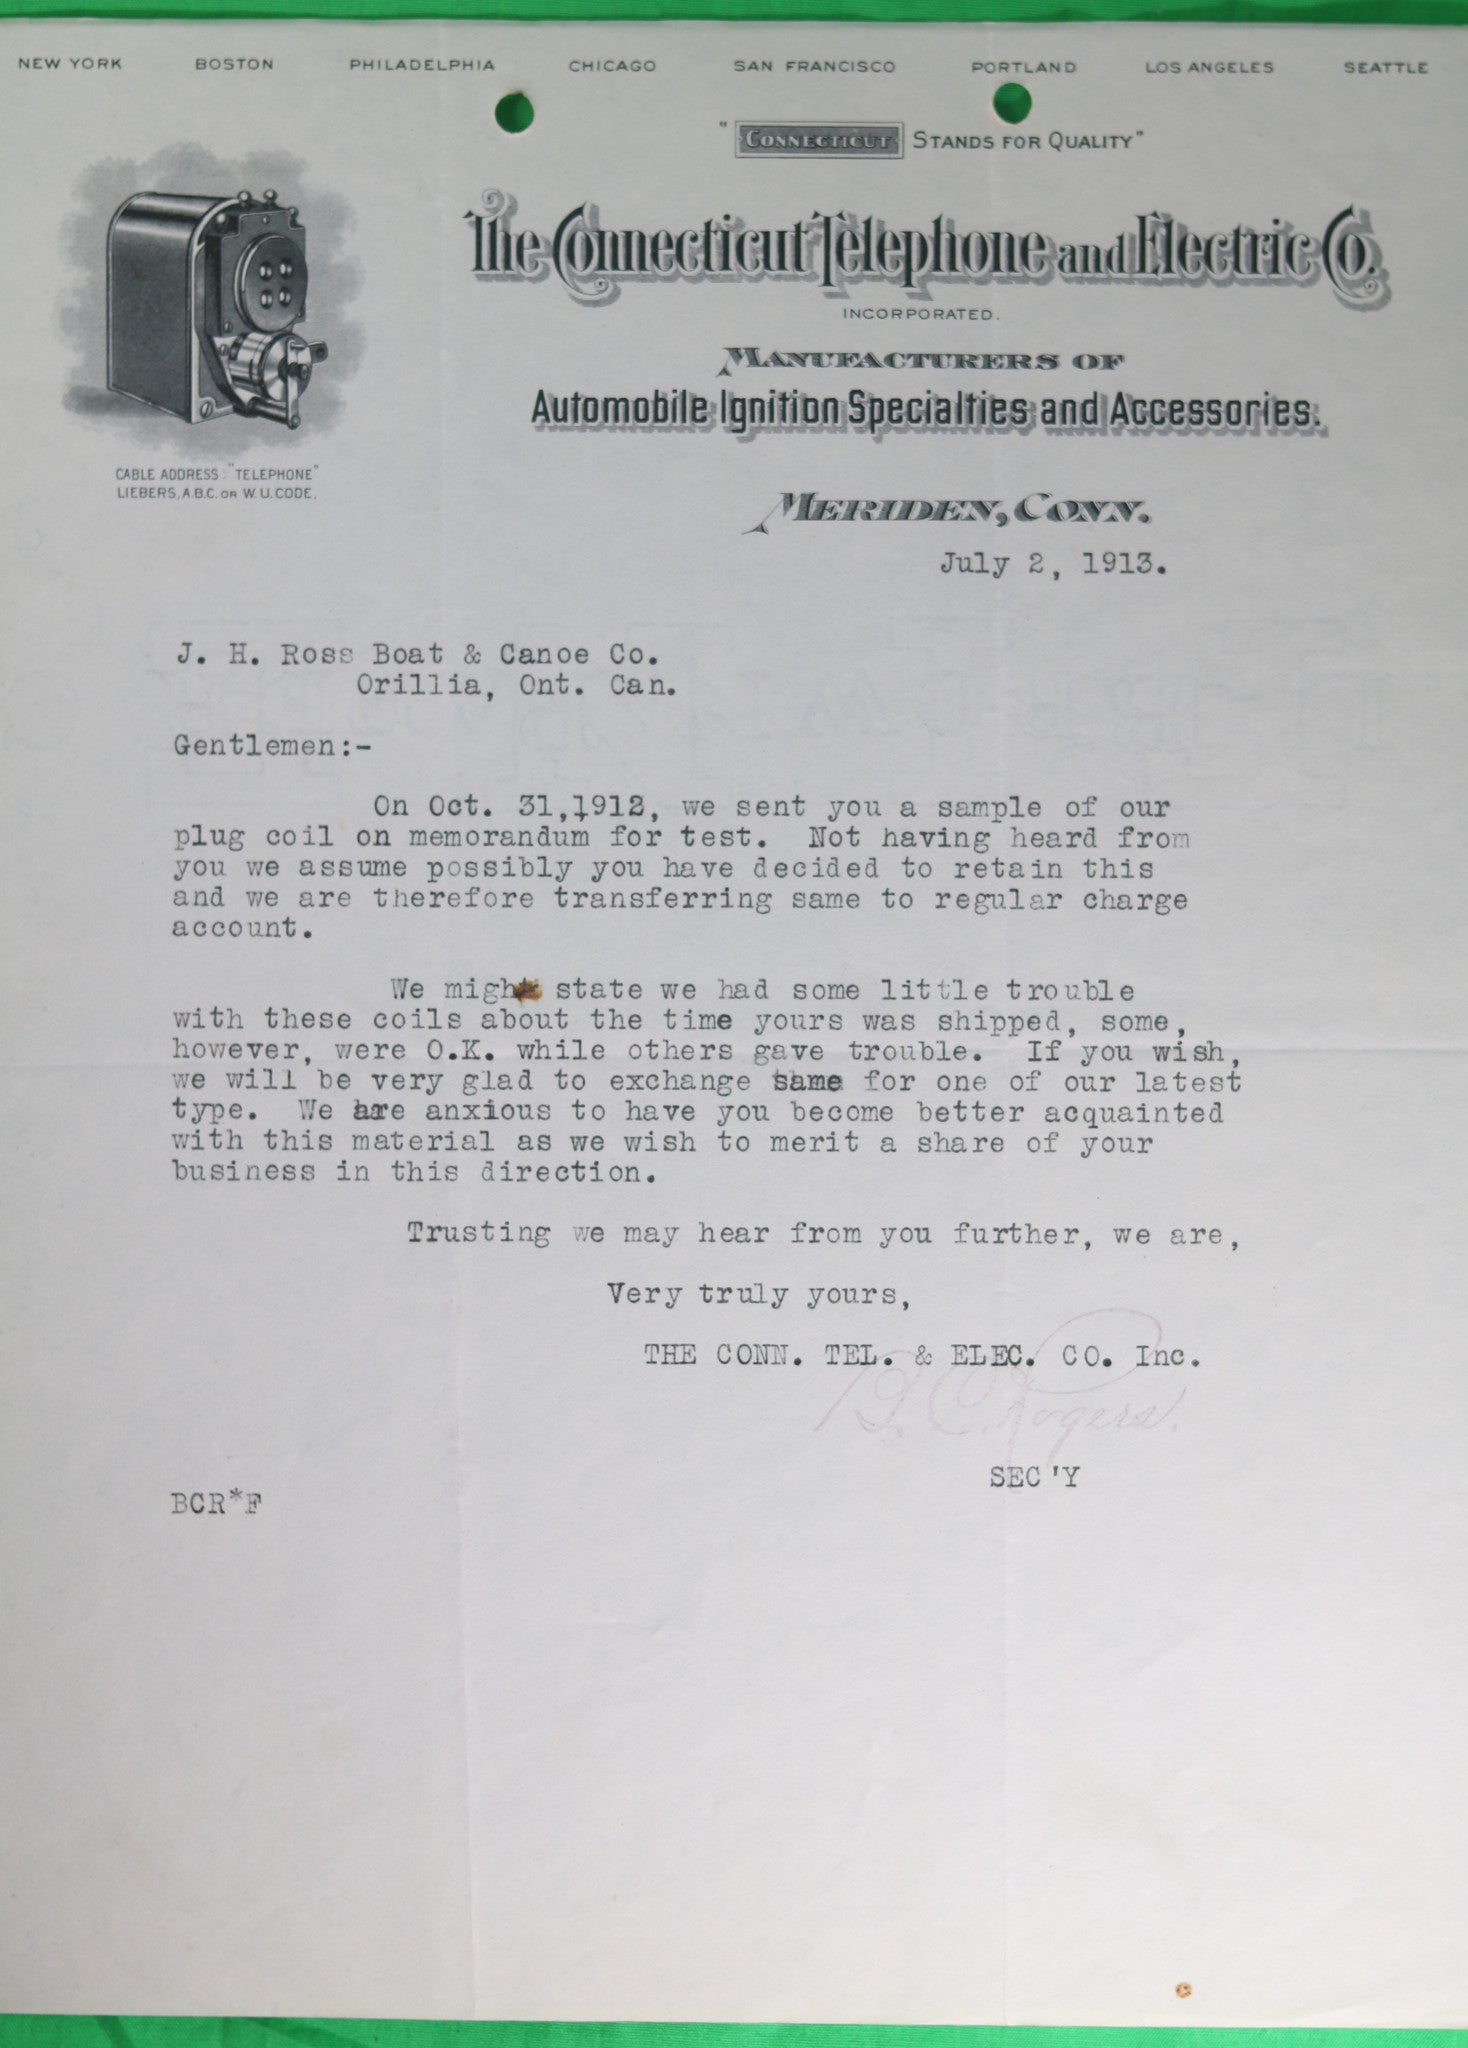 NEW YORK BOSTON PHILADELPHIA CHICAGO SAN FRANCISCO PORTLAND LOS ANGELES SEATTLE
"CONNECTICUT STANDS FOR QUALITY"
The Connecticut Telephone and Electric Co.
INCORPORATED.
MANUFACTURERS OF
Automobile Ignition Specialties and Accessories.
CABLE ADDRESS: "TELEPHONE"
LIEBERS, A.B.C. OR W.U. CODE.
MERIDEN, CONN.
July 2, 1913.
J. H. Ross Boat & Canoe Co.
Orillia, Ont. Can.
Gentlemen:-
On Oct. 31,1912, we sent you a sample of our
plug coil on memorandum for test. Not having heard from
you we assume possibly you have decided to retain this
and we are therefore transferring same to regular charge
account.
We might state we had some little trouble
with these coils about the time yours was shipped, some,
however, were O.K. while others gave trouble. If you wish,
we will be very glad to exchange same for one of our latest
type. We are anxious to have you become better acquainted
with this material as we wish to merit a share of your
business in this direction.
Trusting we may hear from you further, we are,
Very truly yours,
THE CONN. TEL. & ELEC. CO. Inc.
B. C. Rogers.
SEC'Y
BCR*F